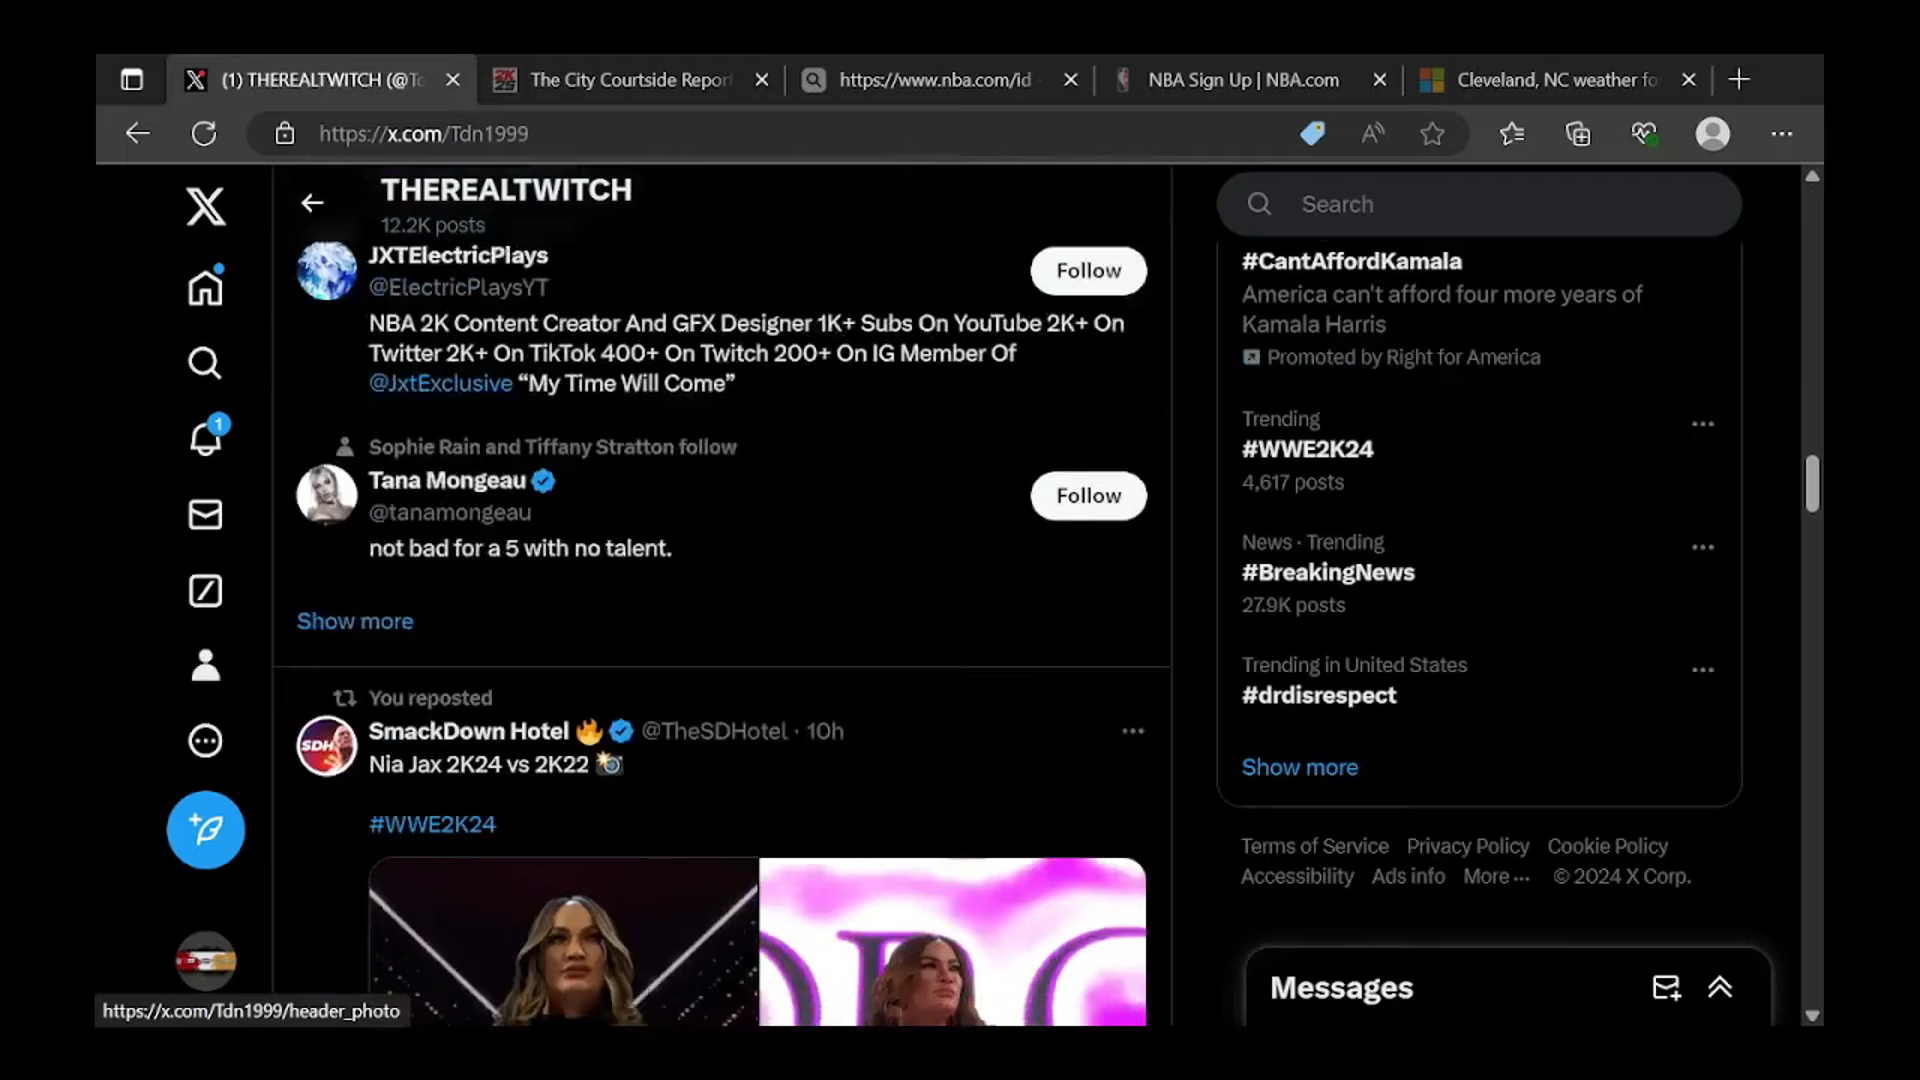 (1) THEREALTWITCH (@T
The City Courtside Report
https://www.nba.com/id
NBA Sign Up | NBA.com
Cleveland, NC weather fo
https://x.com/Tdn1999
THEREALTWITCH
12.2K posts
JXTElectricPlays
@ElectricPlaysYT
Follow
NBA 2K Content Creator And GFX Designer 1K+ Subs On YouTube 2K+ On
Twitter 2K+ On TikTok 400+ On Twitch 200+ On IG Member Of
@JxtExclusive “My Time Will Come”
Sophie Rain and Tiffany Stratton follow
Tana Mongeau
@tanamongeau
Follow
not bad for a 5 with no talent.
Show more
You reposted
SmackDown Hotel 🔥 @TheSDHotel · 10h
Nia Jax 2K24 vs 2K22 📸
#WWE2K24
SDH
1
Search
#CantAffordKamala
America can't afford four more years of
Kamala Harris
Promoted by Right for America
Trending
#WWE2K24
4,617 posts
News · Trending
#BreakingNews
27.9K posts
Trending in United States
#drdisrespect
Show more
Terms of Service Privacy Policy Cookie Policy
Accessibility Ads info More ··· © 2024 X Corp.
Messages
https://x.com/Tdn1999/header_photo